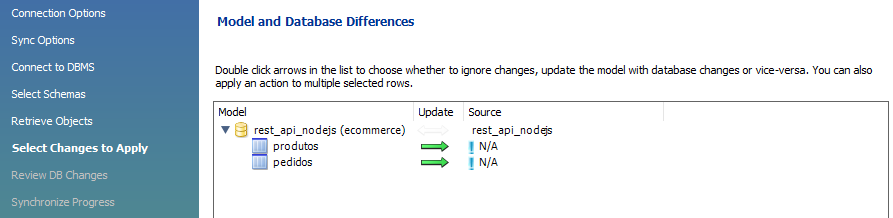 Connection Options
Sync Options
Connect to DBMS
Select Schemas
Retrieve Objects
Select Changes to Apply
Review DB Changes
Synchronize Progress
Model and Database Differences
Double click arrows in the list to choose whether to ignore changes, update the model with database changes or vice-versa. You can also
apply an action to multiple selected rows.
Model Update Source
rest_api_nodejs (ecommerce) rest_api_nodejs
produtos N/A
pedidos N/A